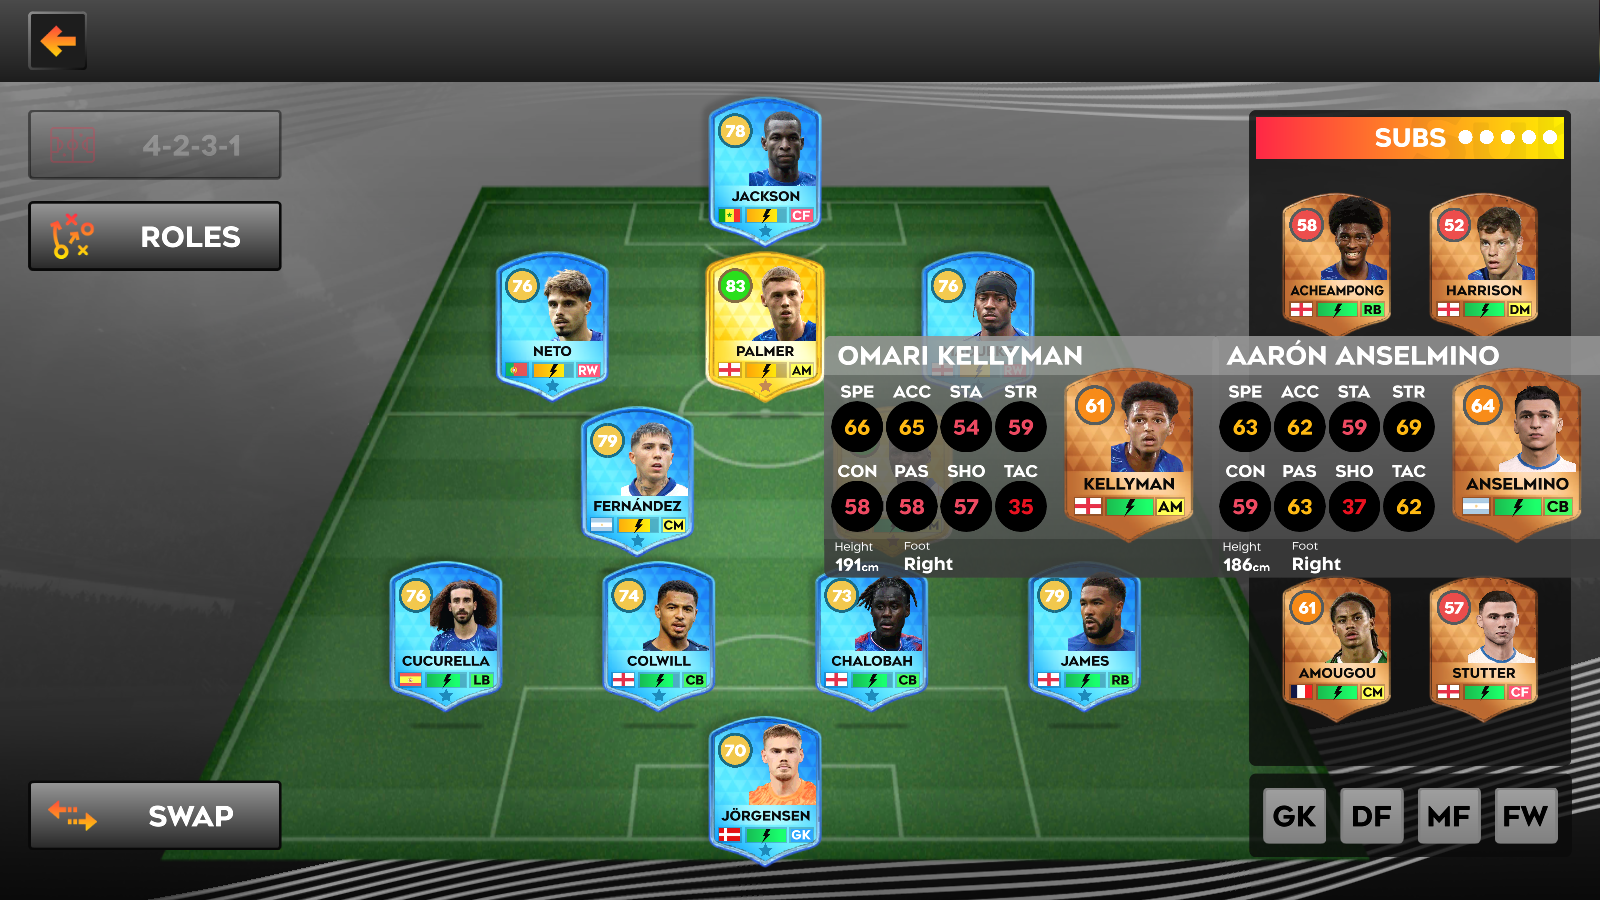 4-2-3-1
ROLES
SWAP
78
JACKSON
CF
76
NETO
RW
83
PALMER
AM
76
RW
79
FERNÁNDEZ
CM
AM
76
CUCURELLA
LB
74
COLWILL
CB
73
CHALOBAH
CB
79
JAMES
RB
70
JÖRGENSEN
GK
SUBS
58
ACHEAMPONG
RB
52
HARRISON
DM
OMARI KELLYMAN
SPE ACC STA STR
66 65 54 59
CON PAS SHO TAC
58 58 57 35
Height Foot
191cm Right
61
KELLYMAN
AM
AARÓN ANSELMINO
SPE ACC STA STR
63 62 59 69
CON PAS SHO TAC
59 63 37 62
Height Foot
186cm Right
64
ANSELMINO
CB
61
AMOUGOU
CM
57
STUTTER
CF
GK DF MF FW